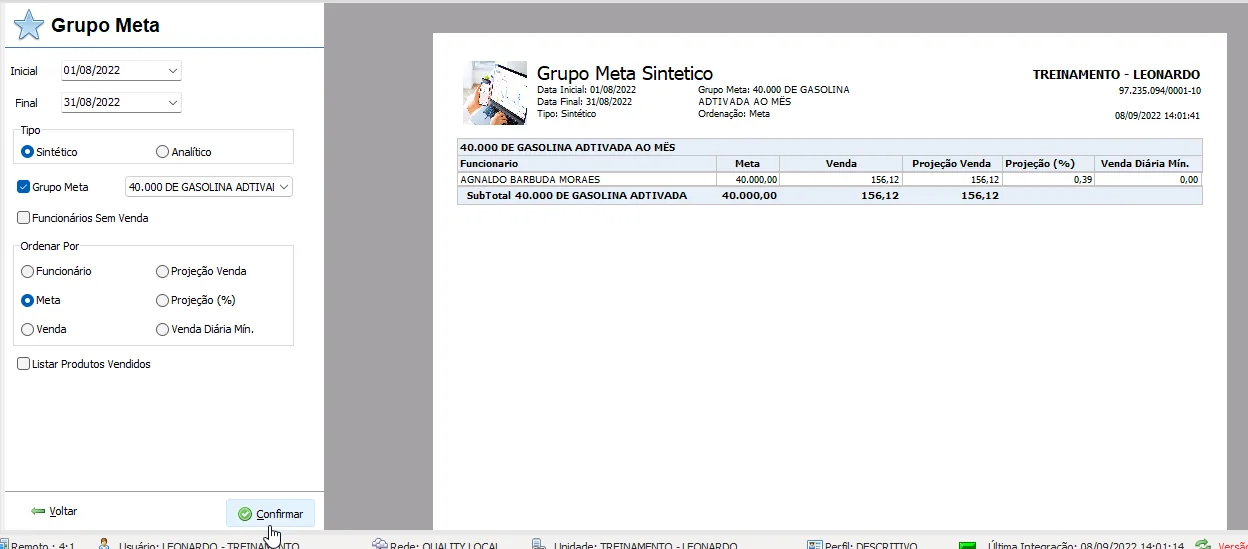 Grupo Meta
Inicial 01/08/2022
Final 31/08/2022
Tipo
Sintético Analítico
Grupo Meta 40.000 DE GASOLINA ADTIVAI
Funcionários Sem Venda
Ordenar Por
Funcionário Projeção Venda
Meta Projeção (%)
Venda Venda Diária Mín.
Listar Produtos Vendidos
Voltar Confirmar
Grupo Meta Sintetico TREINAMENTO - LEONARDO
Data Inicial: 01/08/2022 Grupo Meta: 40.000 DE GASOLINA 97.235.094/0001-10
Data Final: 31/08/2022 ADTIVADA AO MÊS
Tipo: Sintético Ordenação: Meta 08/09/2022 14:01:41
40.000 DE GASOLINA ADTIVADA AO MÊS
Funcionario Meta Venda Projeção Venda Projeção (%) Venda Diária Mín.
AGNALDO BARBUDA MORAES 40.000,00 156,12 156,12 0,39 0,00
SubTotal 40.000 DE GASOLINA ADTIVADA 40.000,00 156,12 156,12
Remoto : 4:1 Usuário: LEONARDO - TREINAMENTO Rede: QUALITY LOCAL Unidade: TREINAMENTO - LEONARDO Perfil: DESCRITIVO Última Integração: 08/09/2022 14:01:14 Versão